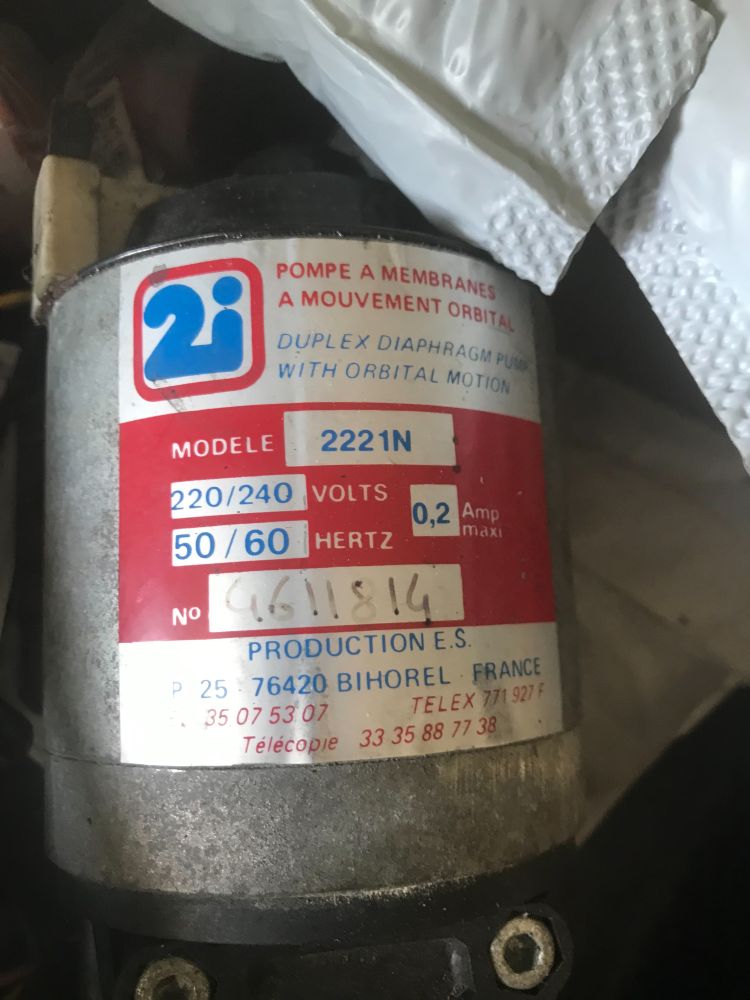 2i
POMPE A MEMBRANES
A MOUVEMENT ORBITAL
DUPLEX DIAPHRAGM PUMP
WITH ORBITAL MOTION
MODELE 2221N
220/240 VOLTS
0,2 Amp maxi
50/60 HERTZ
No 4611814
PRODUCTION E.S.
P 25 - 76420 BIHOREL - FRANCE
35 07 53 07 TELEX 771 927 F
Télécopie 33 35 88 77 38